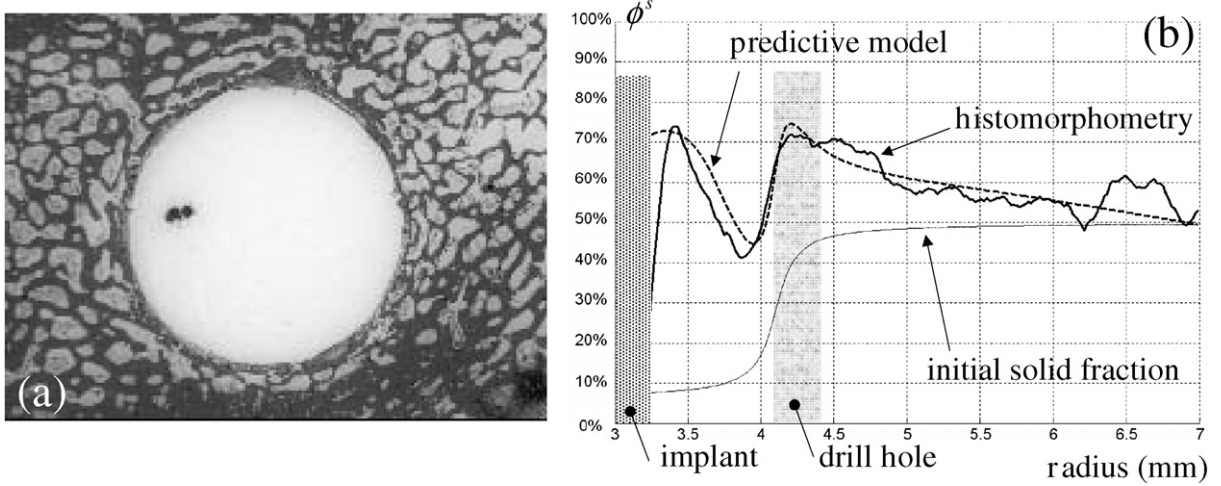 (a)
ϕˢ
(b)
100%
90%
80%
70%
60%
50%
40%
30%
20%
10%
0%
predictive model
histomorphometry
initial solid fraction
3 3.5 4 4.5 5 5.5 6 6.5 7
implant
drill hole
radius (mm)